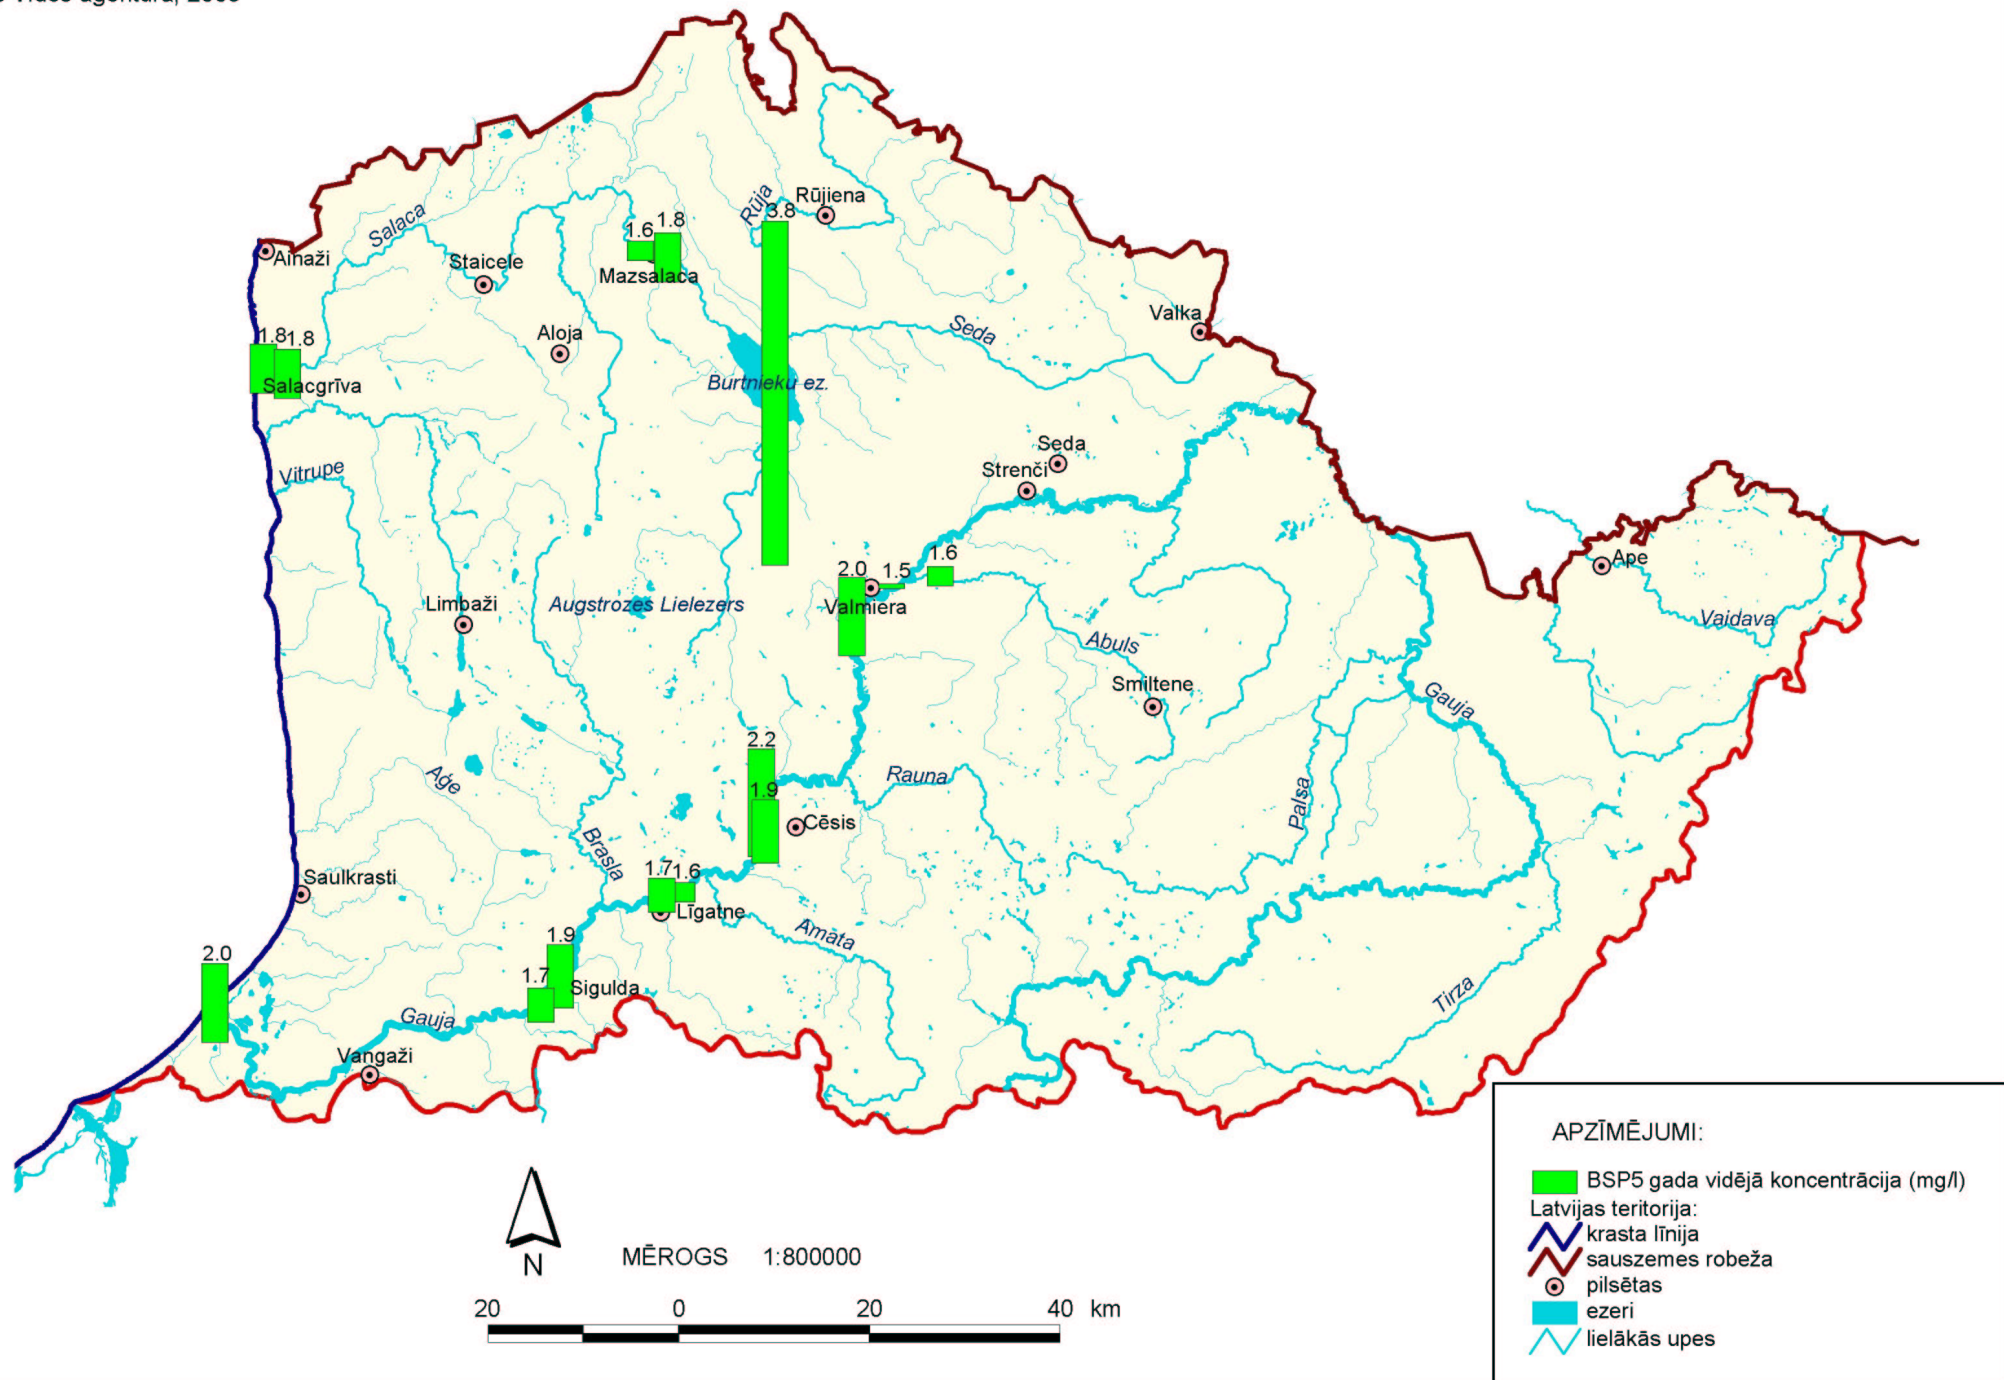 Rūja
Rūjiena
3.8
Salaca
1.6
1.8
Ainaži
Staicele
Mazsalaca
Valka
Seda
Aloja
1.8
1.8
Salacgrīva
Burtnieku ez.
Seda
Strenči
Vitrupe
1.6
Ape
2.0
1.5
Limbaži
Augstrozes Lielezers
Valmiera
Vaidava
Abuls
Smiltene
Gauja
2.2
Aģe
Rauna
1.9
Palsa
Cēsis
Brasla
Saulkrasti
1.7
1.6
Līgatne
Amata
1.9
2.0
1.7
Sigulda
Tirza
Gauja
Vangaži
APZĪMĒJUMI:
BSP5 gada vidējā koncentrācija (mg/l)
Latvijas teritorija:
krasta līnija
sauszemes robeža
pilsētas
ezeri
lielākās upes
N
MĒROGS 1:800000
20 0 20 40 km